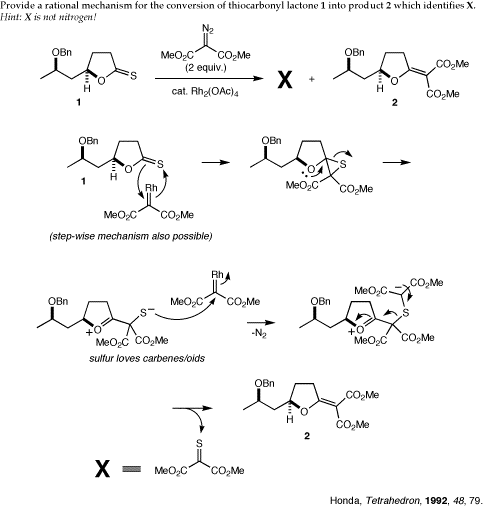 Provide a rational mechanism for the conversion of thiocarbonyl lactone 1 into product 2 which identifies X.
Hint: X is not nitrogen!
OBn
O
S
H
1
N2
MeO2C
CO2Me
(2 equiv.)
cat. Rh2(OAc)4
X
+
OBn
O
H
CO2Me
CO2Me
2
OBn
O
S
H
1
Rh
MeO2C
CO2Me
(step-wise mechanism also possible)
OBn
O
S
MeO2C
CO2Me
OBn
O
+
S−
MeO2C
CO2Me
sulfur loves carbenes/oids
Rh
MeO2C
CO2Me
-N2
MeO2C
CO2Me
−
S
OBn
O
+
MeO2C
CO2Me
OBn
O
H
CO2Me
CO2Me
2
X
S
MeO2C
CO2Me
Honda, Tetrahedron, 1992, 48, 79.